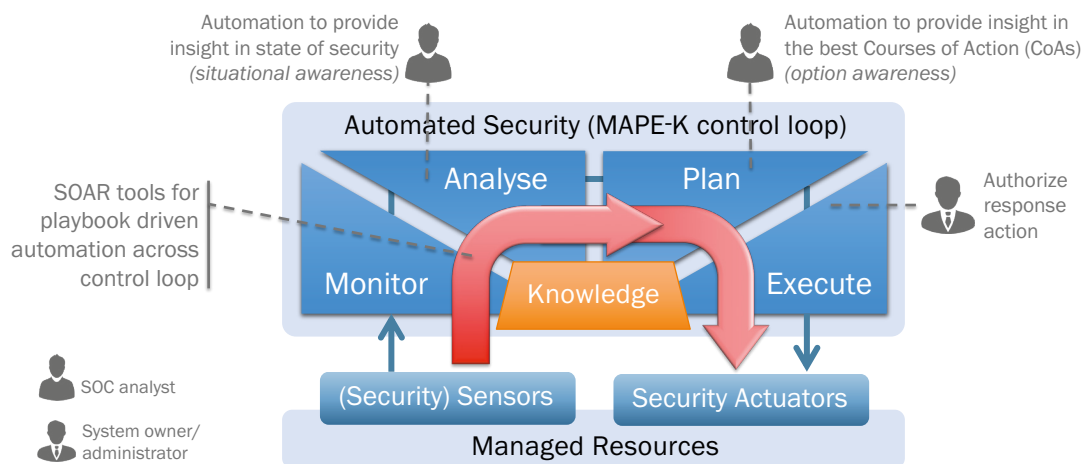 Automation to provide
insight in state of security
(situational awareness)
Automation to provide insight in
the best Courses of Action (CoAs)
(option awareness)
Automated Security (MAPE-K control loop)
Analyse
Plan
SOAR tools for
playbook driven
automation across
control loop
Authorize
response
action
Monitor
Knowledge
Execute
SOC analyst
(Security) Sensors
Security Actuators
System owner/
administrator
Managed Resources